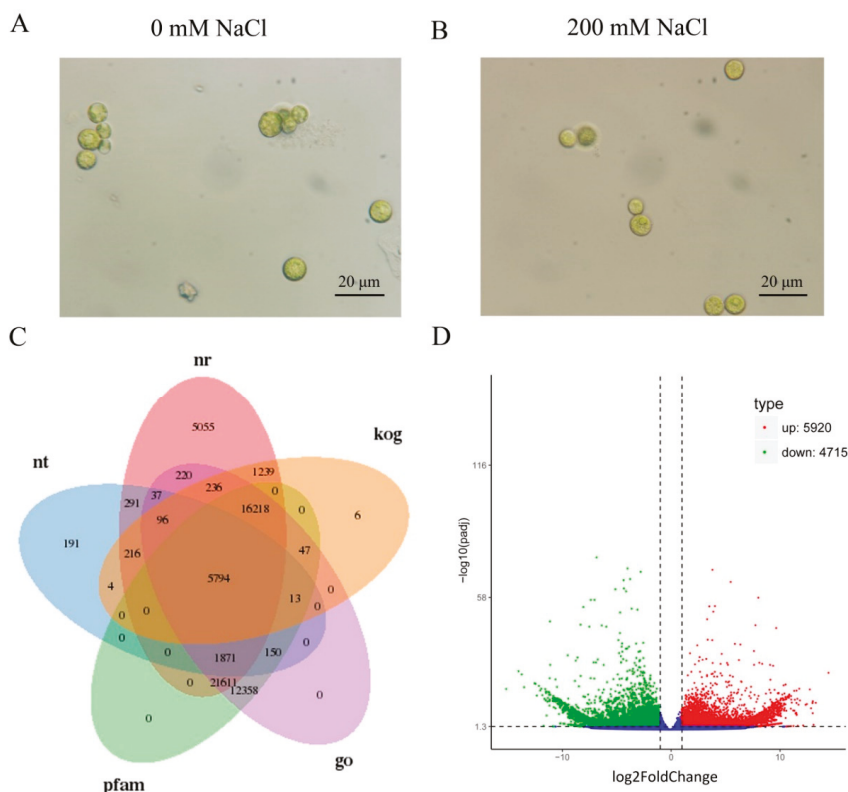 A
0 mM NaCl
B
200 mM NaCl
20 µm
20 µm
C
D
nr
kog
nt
pfam
go
5055
220
1239
291
37
236
0
96
16218
0
6
191
216
47
4
5794
0
0
0
13
0
0
0
1871
150
0
0
21611
12358
0
0
type
up: 5920
down: 4715
-log10(padj)
116
58
1.3
-10
0
10
log2FoldChange